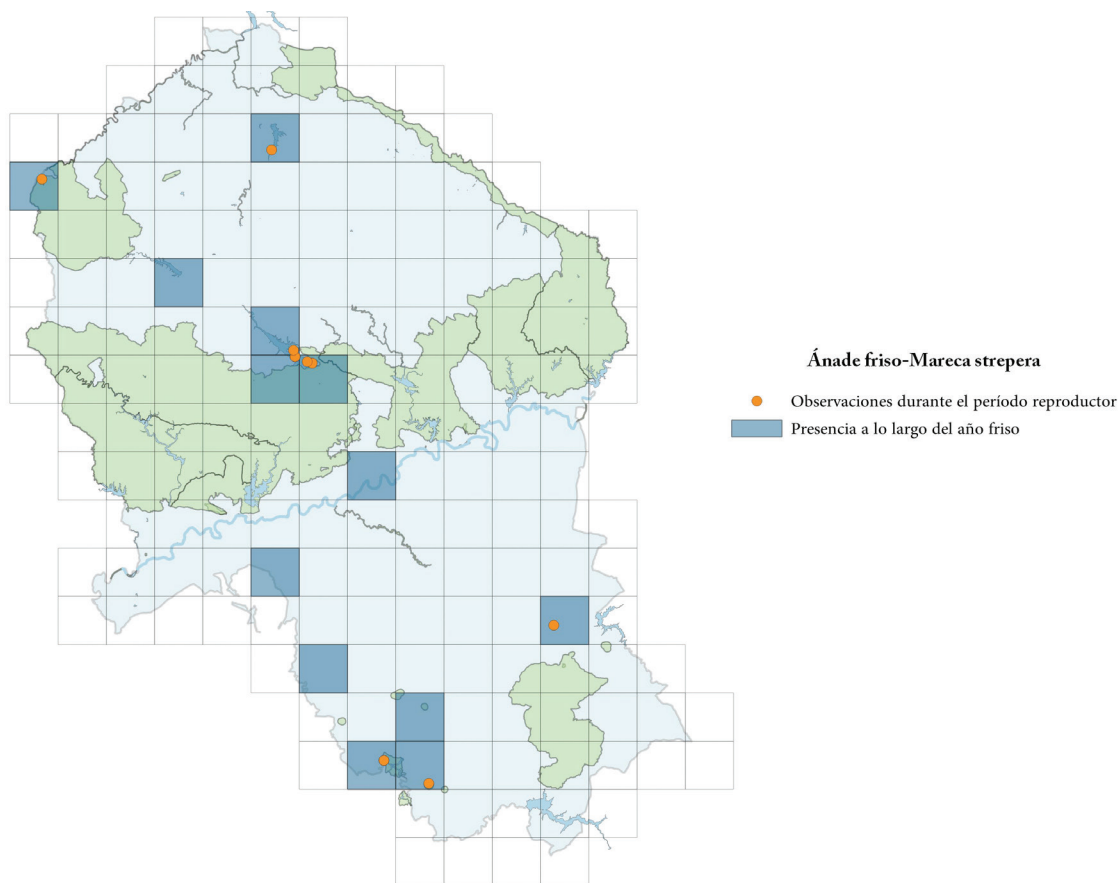 Ánade friso-Mareca strepera
Observaciones durante el período reproductor
Presencia a lo largo del año friso